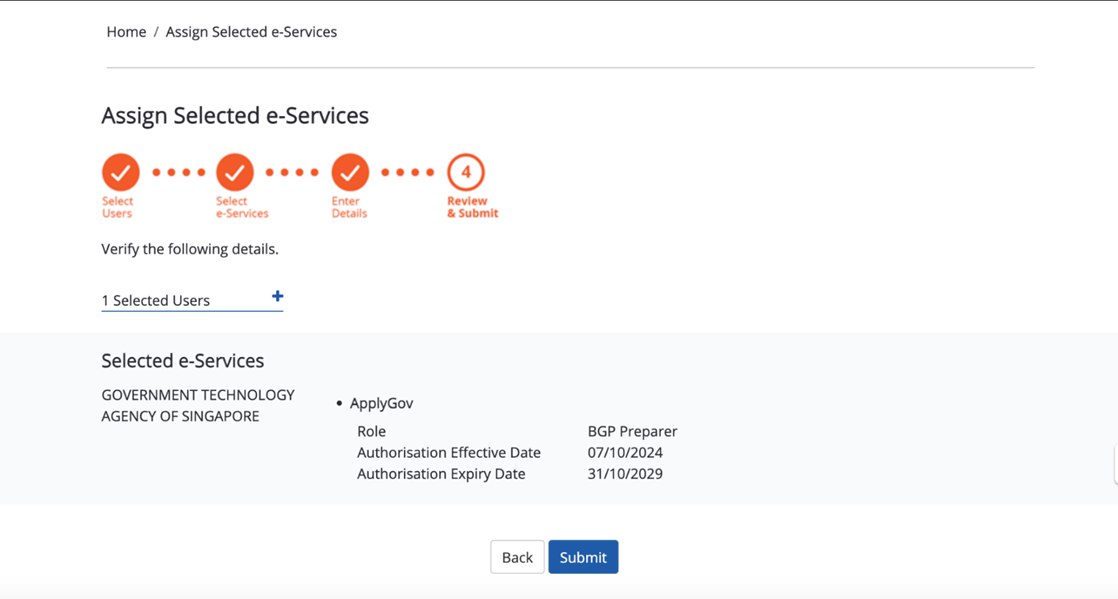 Home / Assign Selected e-Services
Assign Selected e-Services
4
Select Users
Select e-Services
Enter Details
Review & Submit
Verify the following details.
1 Selected Users +
Selected e-Services
GOVERNMENT TECHNOLOGY
AGENCY OF SINGAPORE
• ApplyGov
Role BGP Preparer
Authorisation Effective Date 07/10/2024
Authorisation Expiry Date 31/10/2029
Back Submit